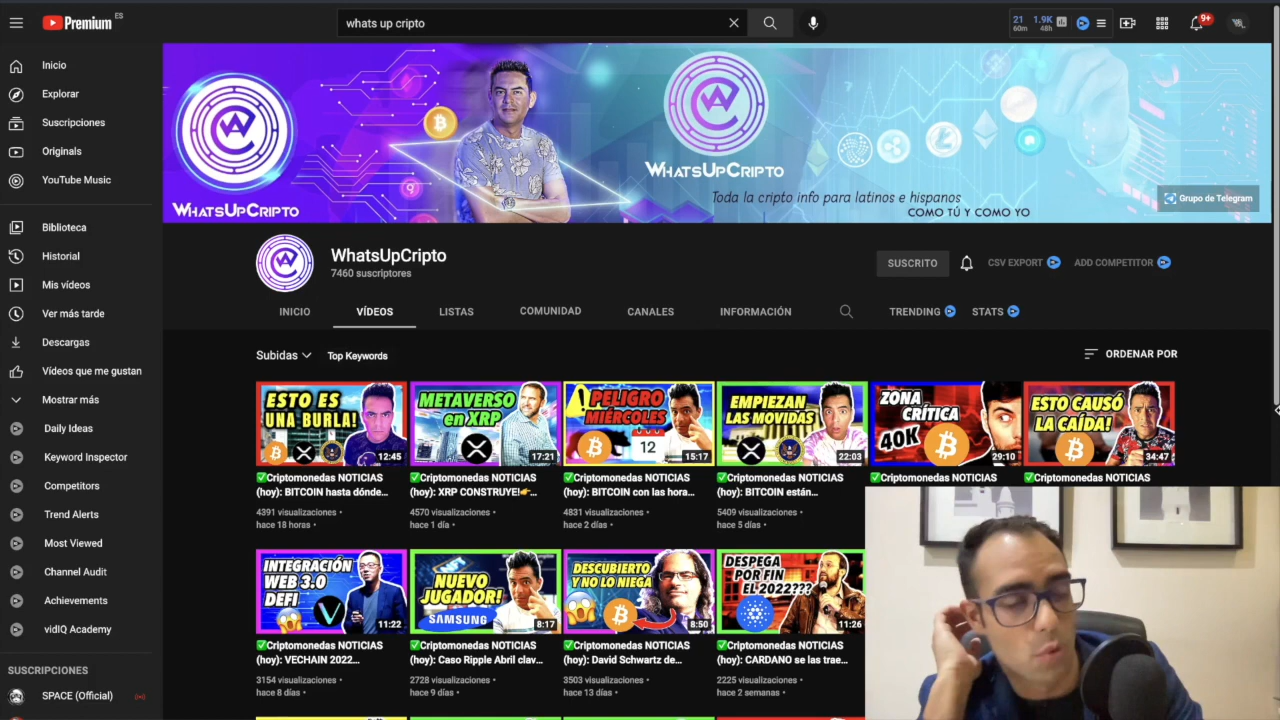 Premium ES
whats up cripto
21 60m 1.9K 48h
9+
Inicio
Explorar
Suscripciones
Originals
YouTube Music
Biblioteca
Historial
Mis vídeos
Ver más tarde
Descargas
Vídeos que me gustan
Mostrar más
Daily Ideas
Keyword Inspector
Competitors
Trend Alerts
Most Viewed
Channel Audit
Achievements
vidIQ Academy
SUSCRIPCIONES
SPACE (Official)
WHATSUPCRIPTO
WHATSUPCRIPTO
Toda la cripto info para latinos e hispanos
COMO TÚ Y COMO YO
Grupo de Telegram
WhatsUpCripto
7460 suscriptores
SUSCRITO
CSV EXPORT
ADD COMPETITOR
INICIO
VÍDEOS
LISTAS
COMUNIDAD
CANALES
INFORMACIÓN
TRENDING
STATS
Subidas
Top Keywords
ORDENAR POR
ESTO ES
UNA BURLA!
12:45
METAVERSO
en XRP
17:21
PELIGRO
MIÉRCOLES
12
15:17
EMPIEZAN
LAS MOVIDAS
22:03
ZONA
CRÍTICA
40K
29:10
ESTO CAUSÓ
LA CAÍDA!
34:47
✅Criptomonedas NOTICIAS
(hoy): BITCOIN hasta dónde...
4391 visualizaciones •
hace 18 horas •
✅Criptomonedas NOTICIAS
(hoy): XRP CONSTRUYE!👉...
4570 visualizaciones •
hace 1 día •
✅Criptomonedas NOTICIAS
(hoy): BITCOIN con las hora...
4831 visualizaciones •
hace 2 días •
✅Criptomonedas NOTICIAS
(hoy): BITCOIN están...
5409 visualizaciones •
hace 5 días •
✅Criptomonedas NOTICIAS
✅Criptomonedas NOTICIAS
INTEGRACIÓN
WEB 3.0
DEFI
11:22
NUEVO
JUGADOR!
SAMSUNG
8:17
DESCUBIERTO
Y NO LO NIEGA
8:50
DESPEGA
POR FIN
EL 2022???
11:26
✅Criptomonedas NOTICIAS
(hoy): VECHAIN 2022...
3154 visualizaciones •
hace 8 días •
✅Criptomonedas NOTICIAS
(hoy): Caso Ripple Abril clav...
2728 visualizaciones •
hace 9 días •
✅Criptomonedas NOTICIAS
(hoy): David Schwartz de...
3503 visualizaciones •
hace 13 días •
✅Criptomonedas NOTICIAS
(hoy): CARDANO se las trae...
2225 visualizaciones •
hace 2 semanas •